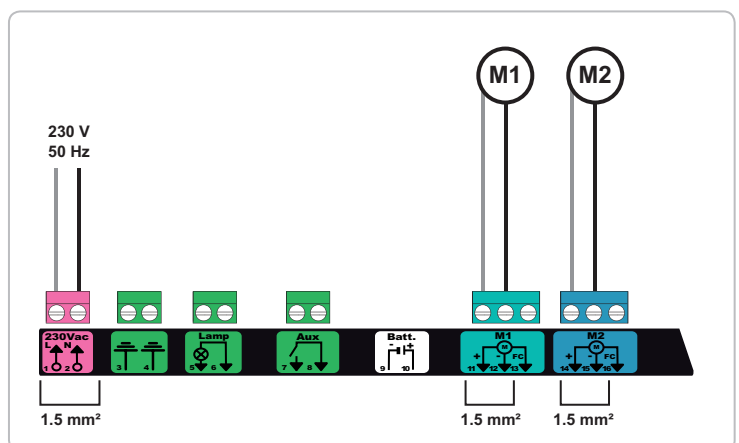 M1 M2
230 V
50 Hz
230Vac Lamp Aux Batt. M1 M2
L N - + M M
+ - FC + - FC
1 2 3 4 5 6 7 8 9 10 11 12 13 14 15 16
1.5 mm² 1.5 mm² 1.5 mm²